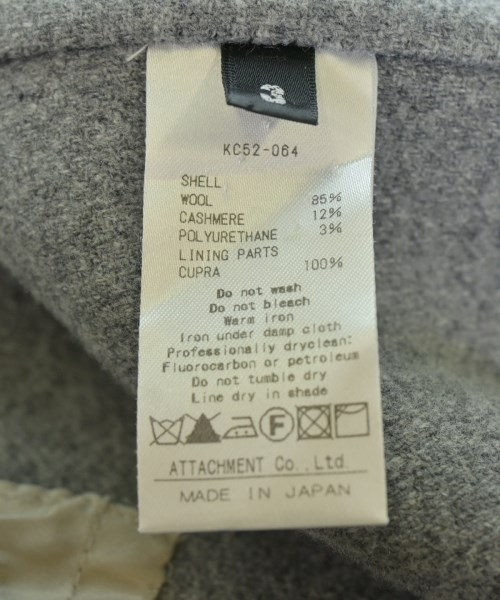 3
KC52-064
SHELL
WOOL 85%
CASHMERE 12%
POLYURETHANE 3%
LINING PARTS
CUPRA 100%
Do not wash
Do not bleach
Warm iron
Iron under damp cloth
Professionally dryclean:
Fluorocarbon or petroleum
Do not tumble dry
Line dry in shade
F
ATTACHMENT Co.,Ltd.
MADE IN JAPAN